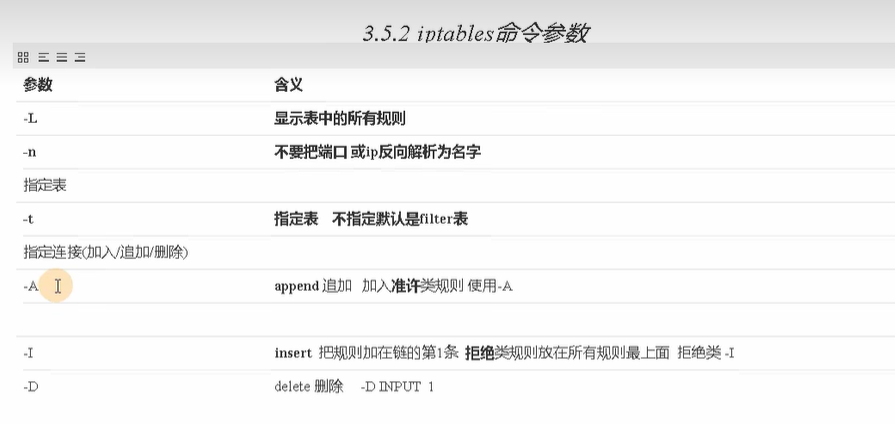 3.5.2 iptables命令参数
参数 含义
-L 显示表中的所有规则
-n 不要把端口 或ip反向解析为名字
指定表
-t 指定表 不指定默认是filter表
指定连接(加入/追加/删除)
-A append 追加 加入准许类规则 使用-A
-I insert 把规则加在链的第1条 拒绝类规则放在所有规则最上面 拒绝类 -I
-D delete 删除 -D INPUT 1